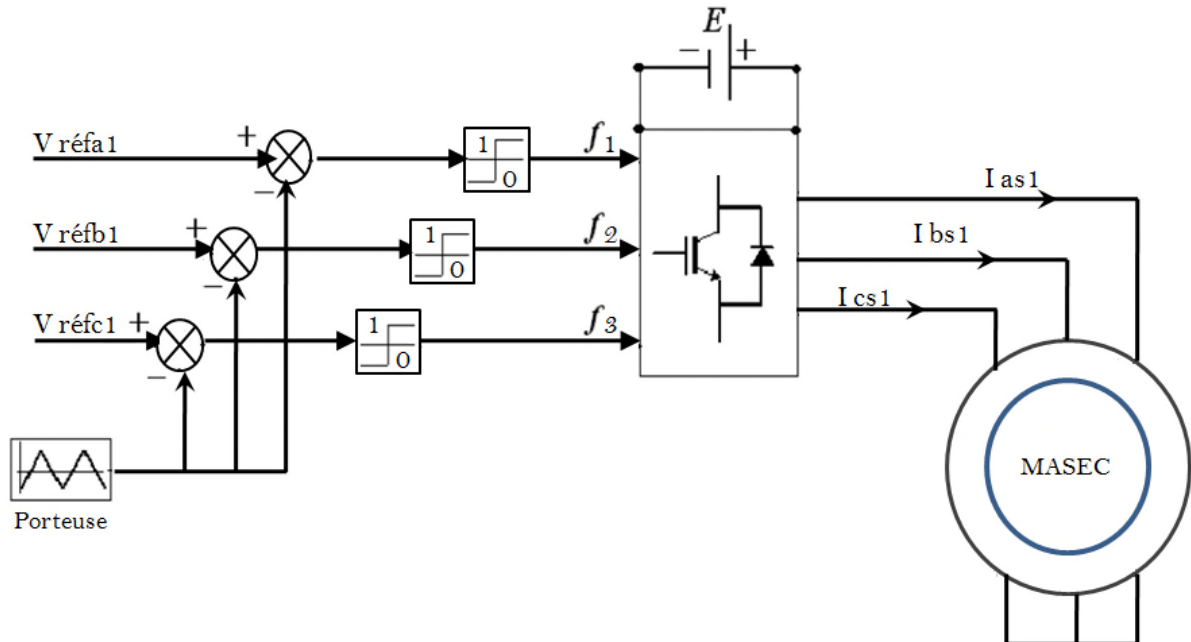 E
− +
V réfa1
+
−
1
0
f1
V réfb1
+
−
1
0
f2
V réfc1
+
−
1
0
f3
I as1
I bs1
I cs1
Porteuse
MASEC